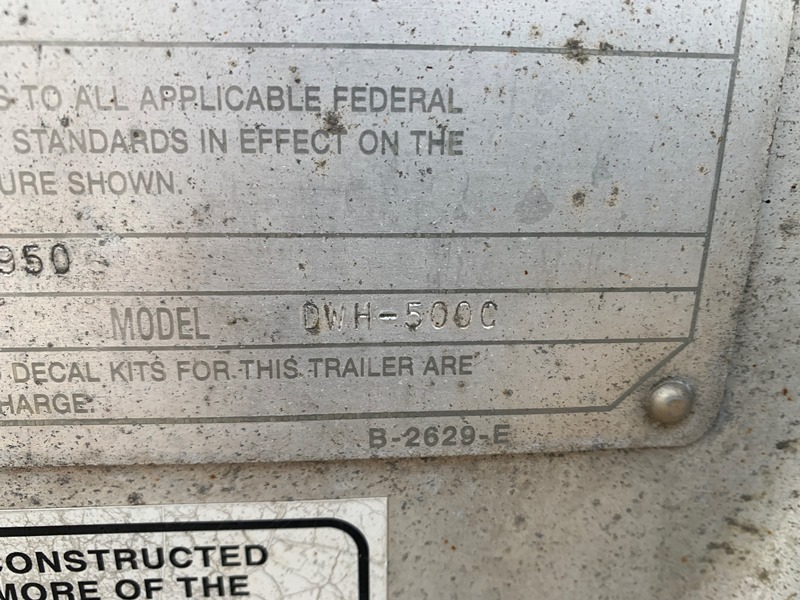 S TO ALL APPLICABLE FEDERAL
STANDARDS IN EFFECT ON THE
URE SHOWN.
950
MODEL DWH-500C
DECAL KITS FOR THIS TRAILER ARE
HARGE.
B-2629-E
CONSTRUCTED
MORE OF THE